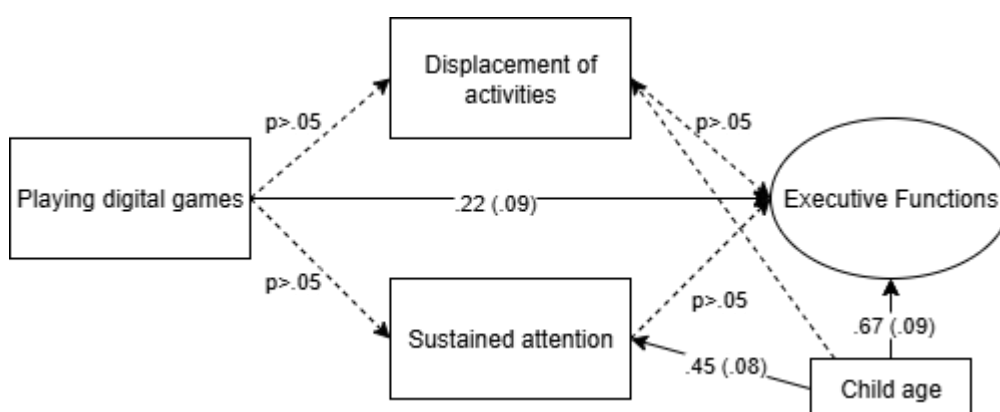 Displacement of
activities
p>.05
p>.05
Playing digital games
.22 (.09)
Executive Functions
p>.05
p>.05
Sustained attention
.67 (.09)
.45 (.08)
Child age